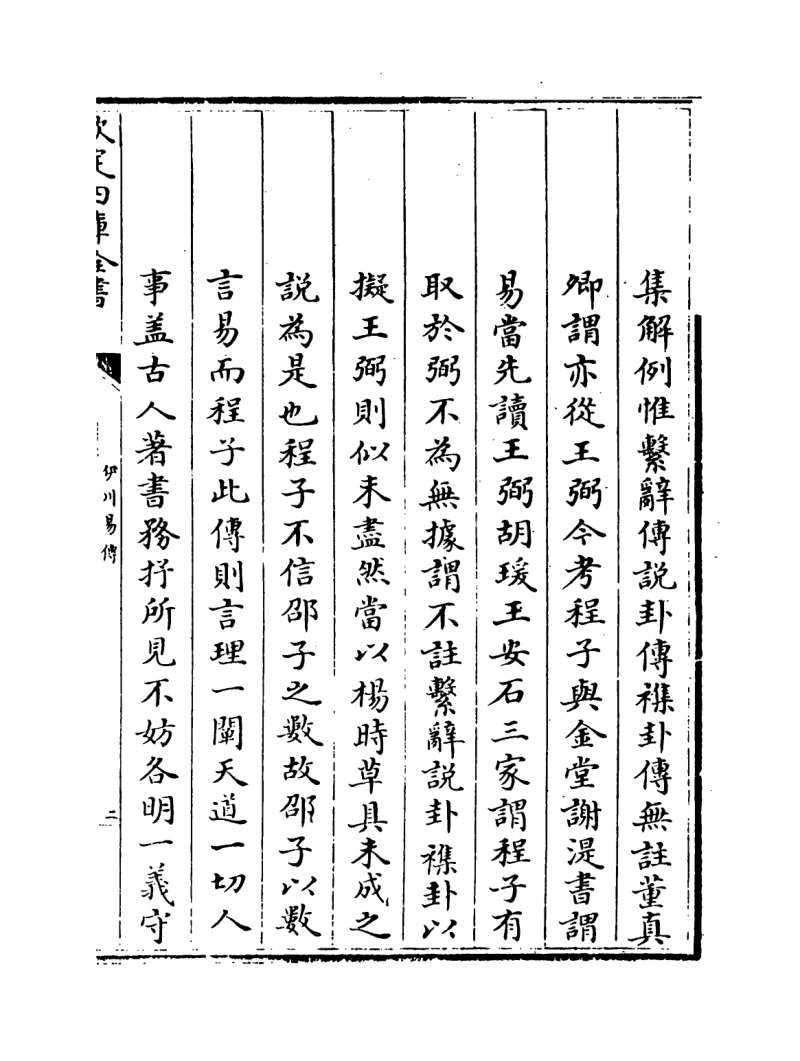 集解例惟繫辭傳説卦傳襍卦傳無註董真
卿謂亦從王弼今考程子與金堂謝湜書謂
易當先讀王弼胡瑗王安石三家謂程子有
取於弼不為無據謂不註繫辭説卦襍卦以
擬王弼則似未盡然當以楊時草具未成之
説為是也程子不信邵子之數故邵子以數
言易而程子此傳則言理一闡天道一切人
事盖古人著書務抒所見不妨各明一義守
欽定四庫全書
伊川易傳
二